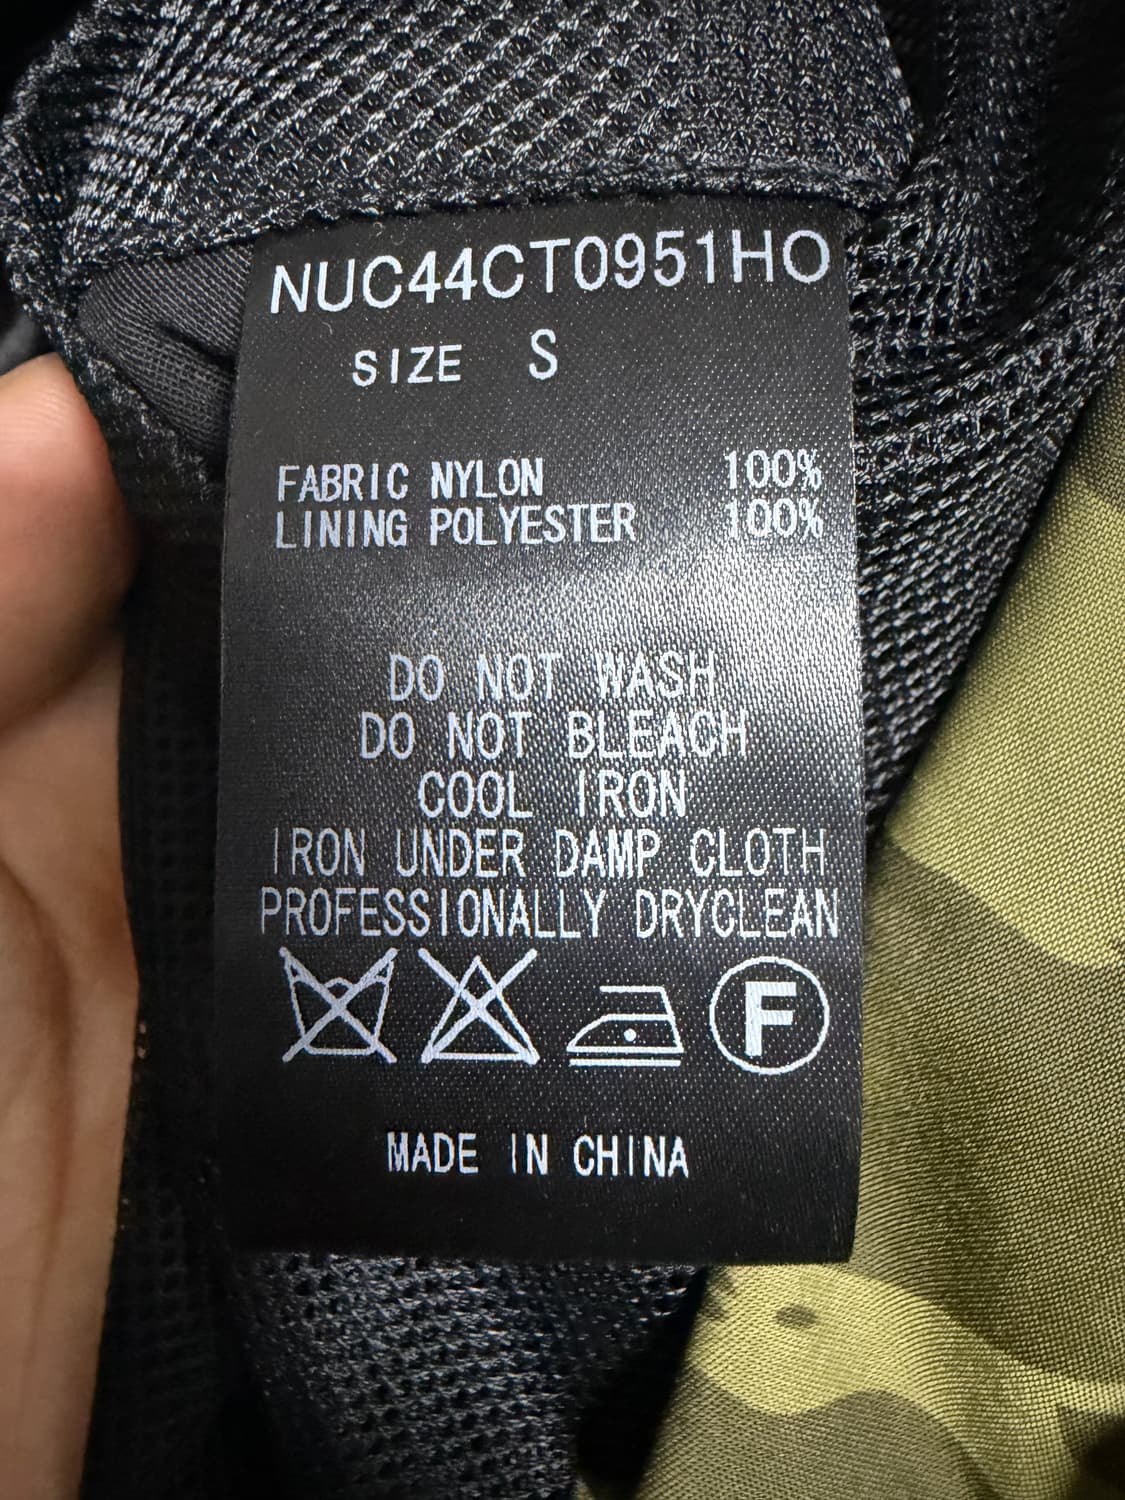 NUC44CT0951HO
SIZE S
FABRIC NYLON 100%
LINING POLYESTER 100%
DO NOT WASH
DO NOT BLEACH
COOL IRON
IRON UNDER DAMP CLOTH
PROFESSIONALLY DRYCLEAN
F
MADE IN CHINA